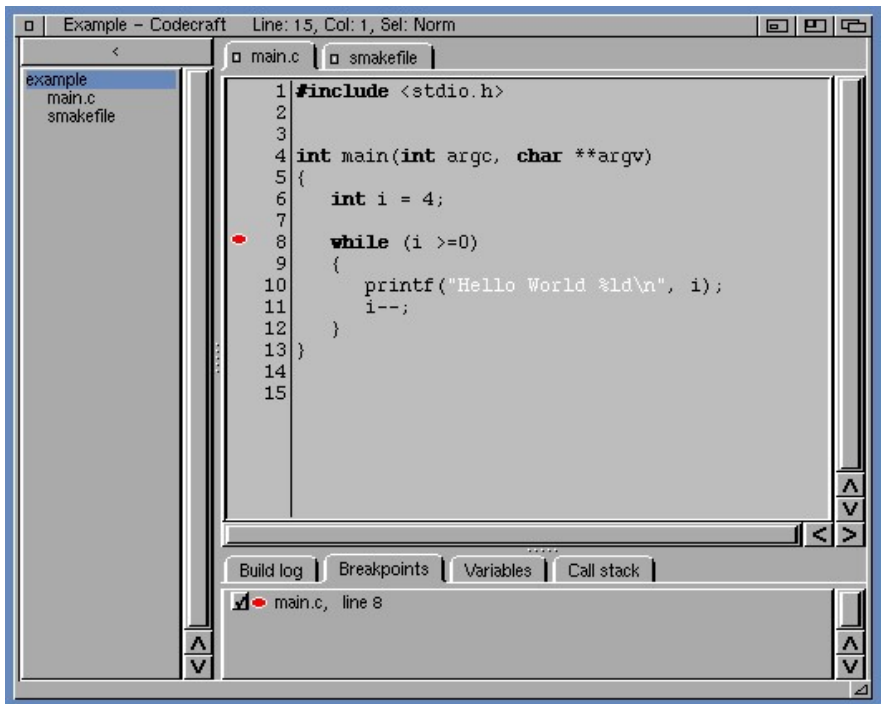 Example – Codecraft Line: 15, Col: 1, Sel: Norm
<
example
main.c
smakefile
main.c smakefile
1 #include <stdio.h>
2
3
4 int main(int argc, char **argv)
5 {
6 int i = 4;
7
8 while (i >=0)
9 {
10 printf("Hello World %ld\n", i);
11 i--;
12 }
13 }
14
15
Build log Breakpoints Variables Call stack
main.c, line 8